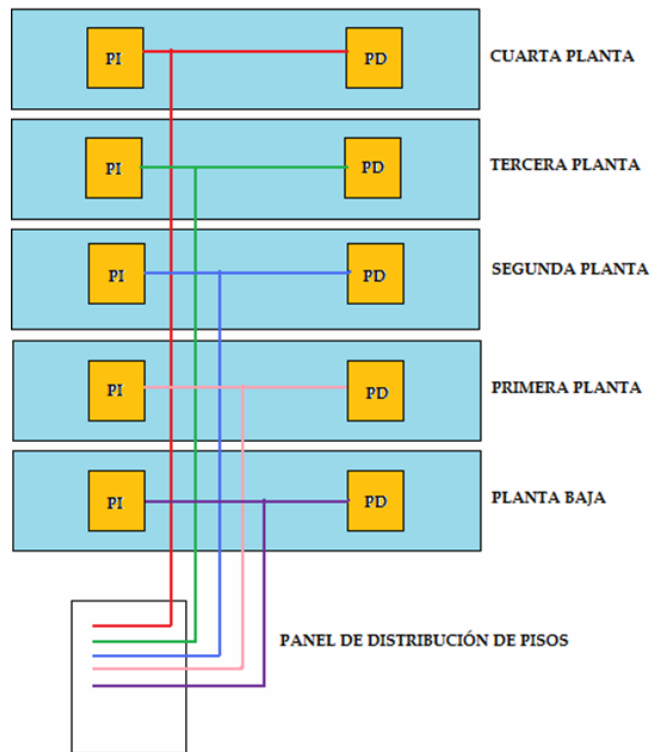 PI
PD
CUARTA PLANTA
PI
PD
TERCERA PLANTA
PI
PD
SEGUNDA PLANTA
PI
PD
PRIMERA PLANTA
PI
PD
PLANTA BAJA
PANEL DE DISTRIBUCIÓN DE PISOS